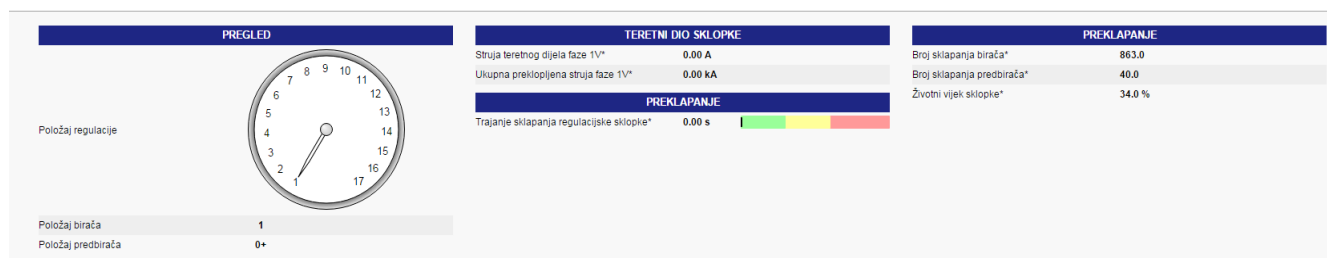 PREGLED
Položaj regulacije
1
2
3
4
5
6
7
8
9
10
11
12
13
14
15
16
17
Položaj birača 1
Položaj predbirača 0+
TERETNI DIO SKLOPKE
Struja teretnog dijela faze 1V* 0.00 A
Ukupna preklopljena struja faze 1V* 0.00 kA
PREKLAPANJE
Trajanje sklapanja regulacijske sklopke* 0.00 s
PREKLAPANJE
Broj sklapanja birača* 863.0
Broj sklapanja predbirača* 40.0
Životni vijek sklopke* 34.0 %